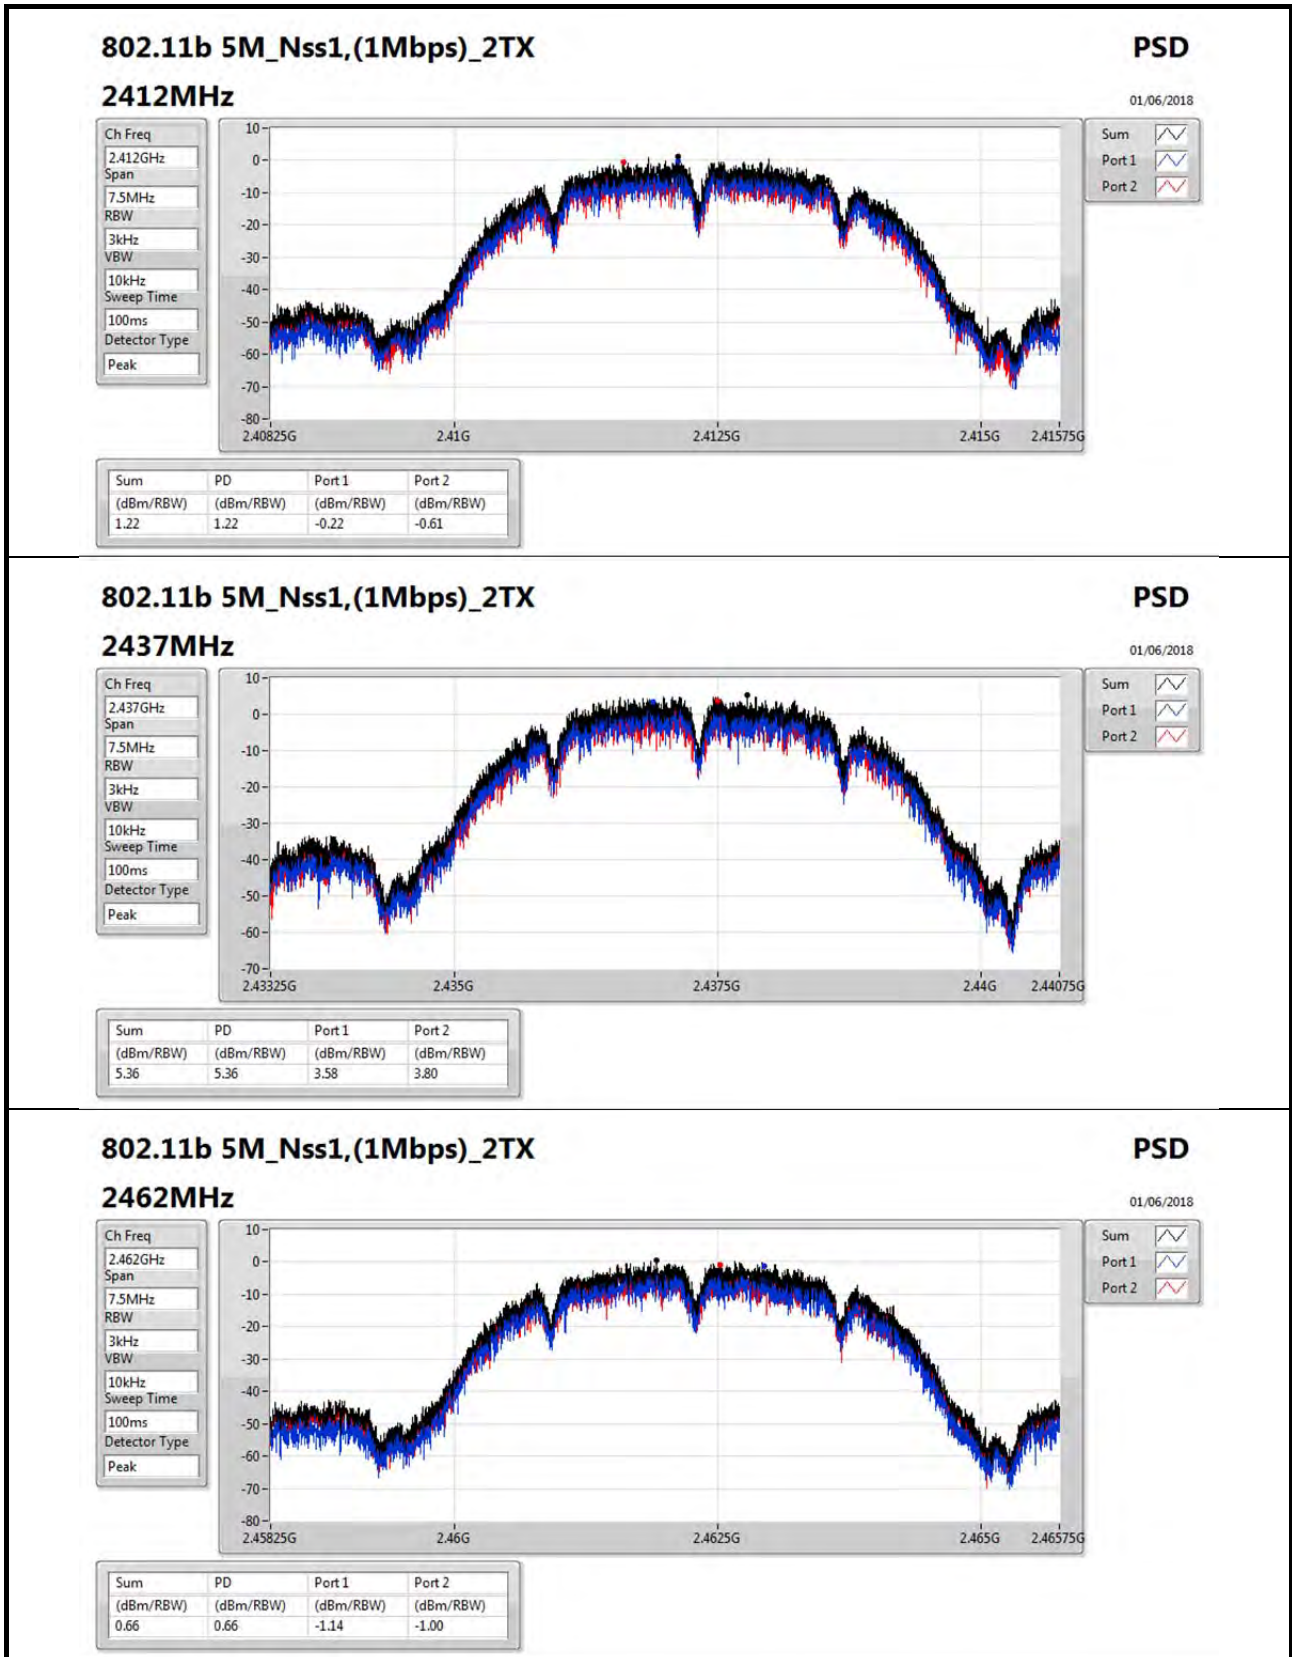 802.11b 5M_Nss1,(1Mbps)_2TX PSD
2412MHz
01/06/2018
Ch Freq
2.412GHz
Span
7.5MHz
RBW
3kHz
VBW
10kHz
Sweep Time
100ms
Detector Type
Peak
10
0
-10
-20
-30
-40
-50
-60
-70
-80
2.40825G 2.41G 2.4125G 2.415G 2.41575G
Sum
Port 1
Port 2
Sum PD Port 1 Port 2
(dBm/RBW) (dBm/RBW) (dBm/RBW) (dBm/RBW)
1.22 1.22 -0.22 -0.61
802.11b 5M_Nss1,(1Mbps)_2TX PSD
2437MHz
01/06/2018
Ch Freq
2.437GHz
Span
7.5MHz
RBW
3kHz
VBW
10kHz
Sweep Time
100ms
Detector Type
Peak
10
0
-10
-20
-30
-40
-50
-60
-70
2.43325G 2.435G 2.4375G 2.44G 2.44075G
Sum
Port 1
Port 2
Sum PD Port 1 Port 2
(dBm/RBW) (dBm/RBW) (dBm/RBW) (dBm/RBW)
5.36 5.36 3.58 3.80
802.11b 5M_Nss1,(1Mbps)_2TX PSD
2462MHz
01/06/2018
Ch Freq
2.462GHz
Span
7.5MHz
RBW
3kHz
VBW
10kHz
Sweep Time
100ms
Detector Type
Peak
10
0
-10
-20
-30
-40
-50
-60
-70
-80
2.45825G 2.46G 2.4625G 2.465G 2.46575G
Sum
Port 1
Port 2
Sum PD Port 1 Port 2
(dBm/RBW) (dBm/RBW) (dBm/RBW) (dBm/RBW)
0.66 0.66 -1.14 -1.00